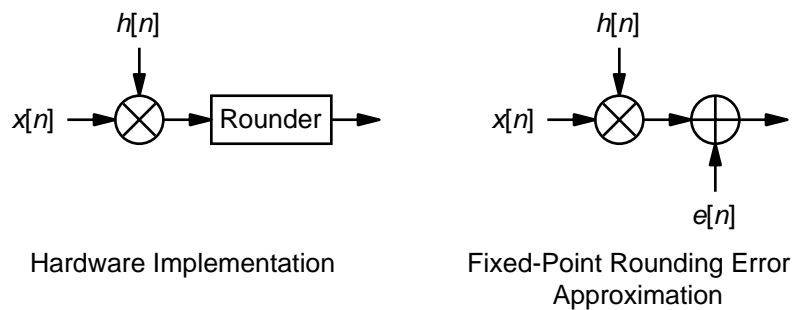 h[n]
x[n]
Rounder
Hardware Implementation
h[n]
x[n]
e[n]
Fixed-Point Rounding Error
Approximation